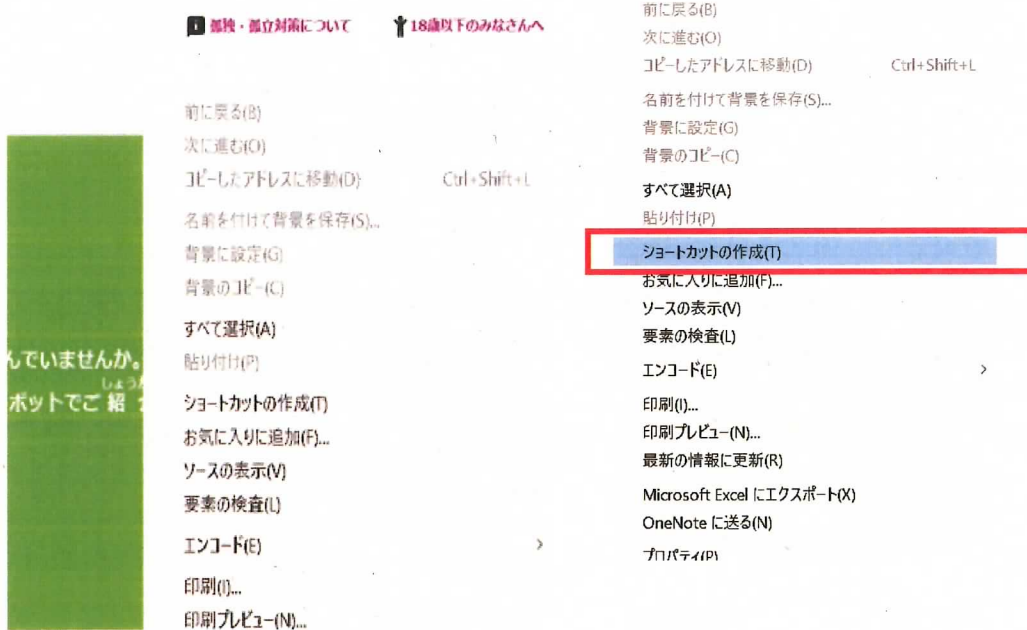 孤独・孤立対策について
18歳以下のみなさんへ
前に戻る(B)
次に進む(O)
コピーしたアドレスに移動(D) Ctrl+Shift+L
名前を付けて背景を保存(S)...
背景に設定(G)
背景のコピー(C)
すべて選択(A)
貼り付け(P)
ショートカットの作成(T)
お気に入りに追加(F)...
ソースの表示(V)
要素の検査(L)
エンコード(E) >
印刷(I)...
印刷プレビュー(N)...
んでいませんか。
しょうか
ボットでご紹
前に戻る(B)
次に進む(O)
コピーしたアドレスに移動(D) Ctrl+Shift+L
名前を付けて背景を保存(S)...
背景に設定(G)
背景のコピー(C)
すべて選択(A)
貼り付け(P)
ショートカットの作成(T)
お気に入りに追加(F)...
ソースの表示(V)
要素の検査(L)
エンコード(E) >
印刷(I)...
印刷プレビュー(N)...
最新の情報に更新(R)
Microsoft Excel にエクスポート(X)
OneNote に送る(N)
プロパティ(P)